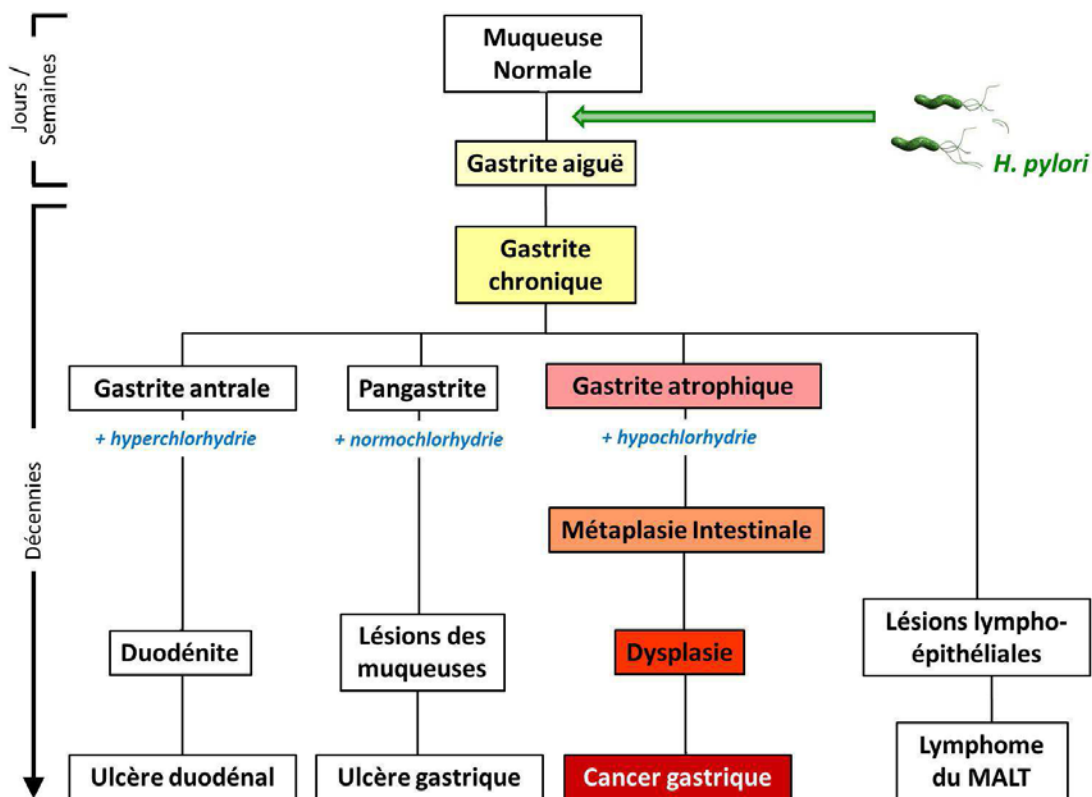 Jours /
Semaines
Muqueuse
Normale
H. pylori
Gastrite aiguë
Décennies
Gastrite
chronique
Gastrite antrale
Pangastrite
Gastrite atrophique
+ hyperchlorhydrie
+ normochlorhydrie
+ hypochlorhydrie
Métaplasie Intestinale
Duodénite
Lésions des
muqueuses
Dysplasie
Lésions lympho-
épithéliales
Ulcère duodénal
Ulcère gastrique
Cancer gastrique
Lymphome
du MALT